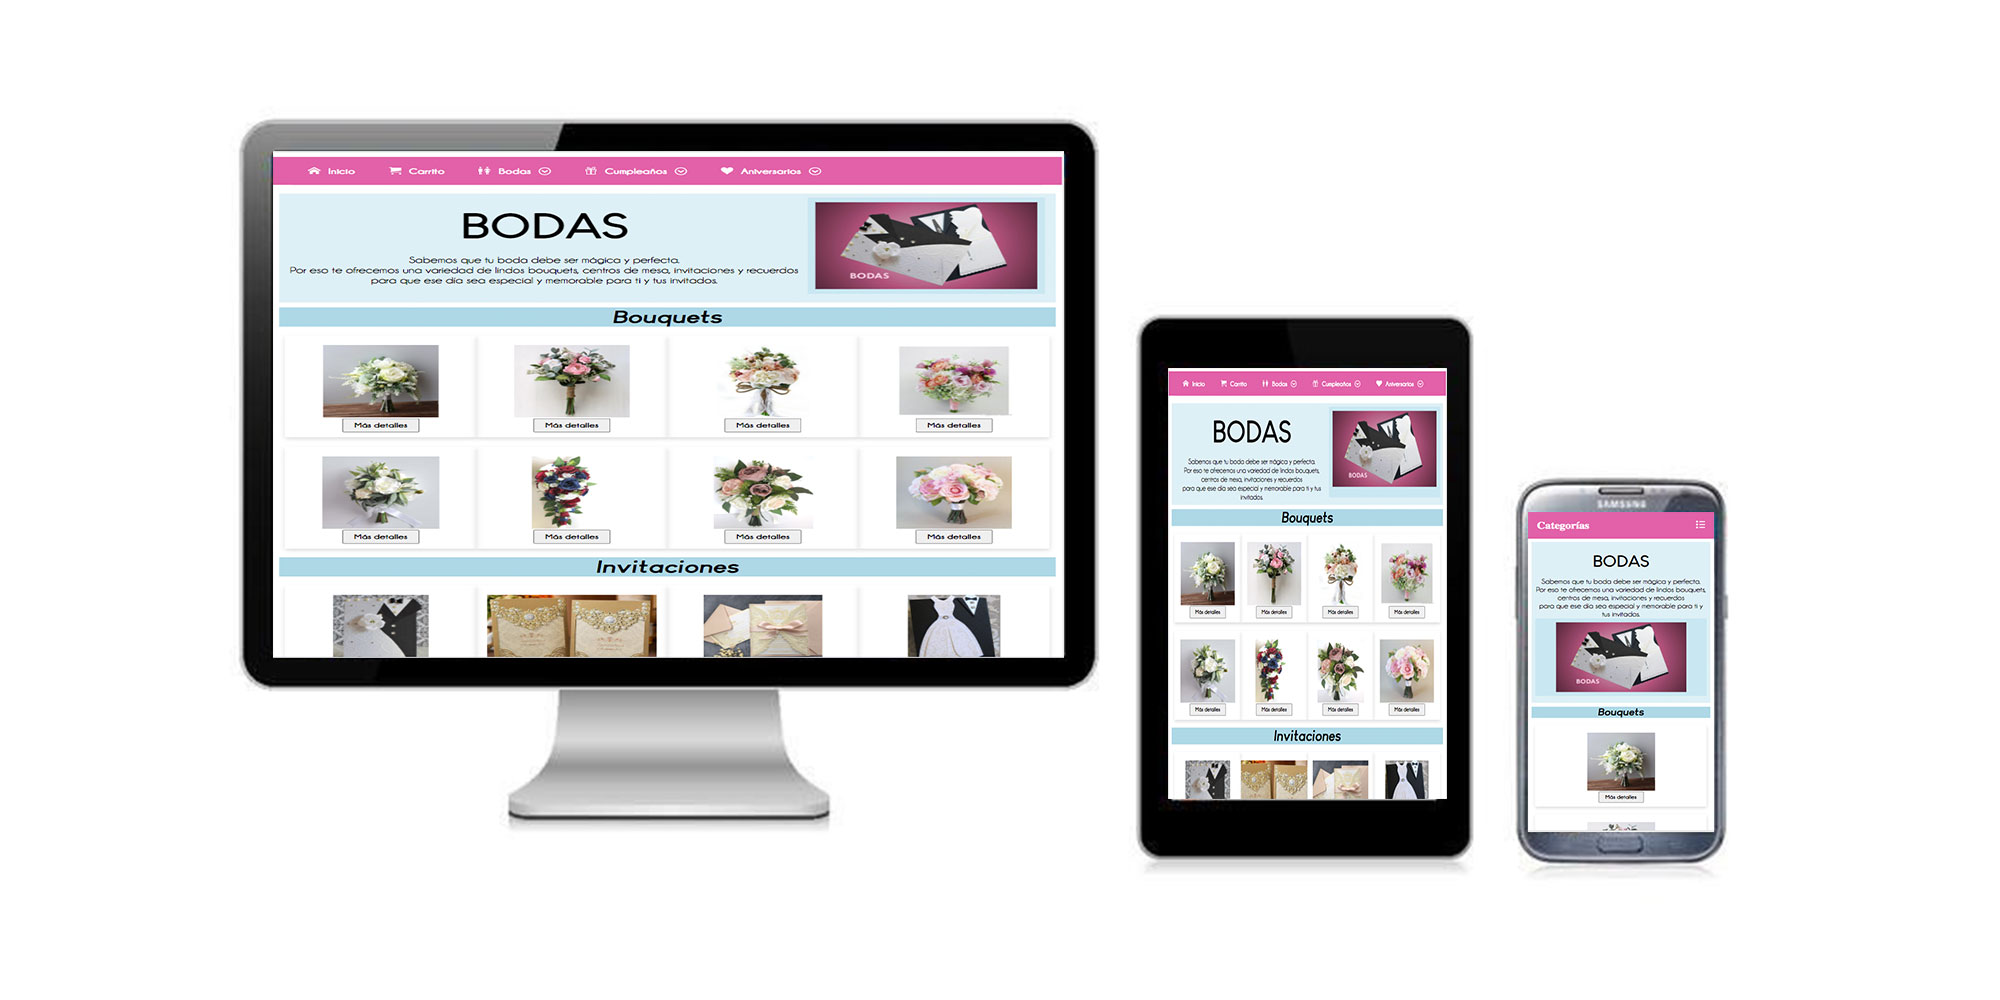 Inicio Carrito Bodas Cumpleaños Aniversarios
BODAS
Sabemos que tu boda debe ser mágica y perfecta.
Por eso te ofrecemos una variedad de lindos bouquets, centros de mesa, invitaciones y recuerdos
para que ese día sea especial y memorable para ti y tus invitados.
BODAS
Bouquets
Más detalles Más detalles Más detalles Más detalles
Más detalles Más detalles Más detalles Más detalles
Invitaciones
Inicio Carrito Bodas Cumpleaños Aniversarios
BODAS
Sabemos que tu boda debe ser mágica y perfecta.
Por eso te ofrecemos una variedad de lindos bouquets,
centros de mesa, invitaciones y recuerdos
para que ese día sea especial y memorable para ti y tus
invitados.
BODAS
Bouquets
Más detalles Más detalles Más detalles Más detalles
Más detalles Más detalles Más detalles Más detalles
Invitaciones
SAMSUNG
Categorías
BODAS
Sabemos que tu boda debe ser mágica y perfecta.
Por eso te ofrecemos una variedad de lindos bouquets,
centros de mesa, invitaciones y recuerdos
para que ese día sea especial y memorable para ti y
tus invitados.
BODAS
Bouquets
Más detalles